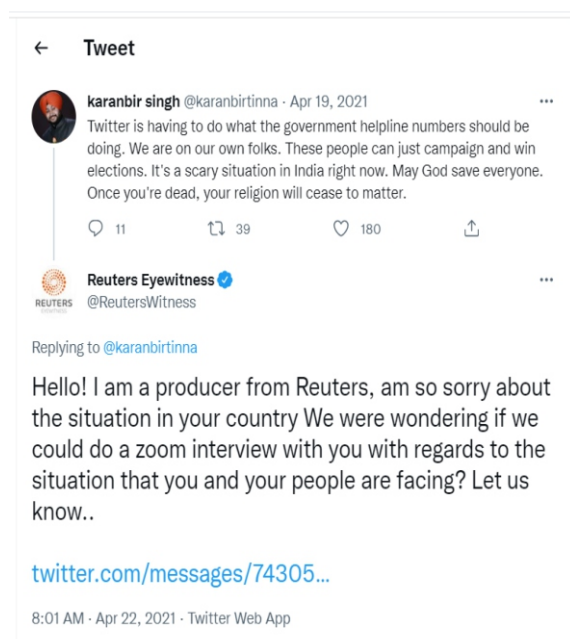 Tweet
karanbir singh @karanbirtinna · Apr 19, 2021
Twitter is having to do what the government helpline numbers should be
doing. We are on our own folks. These people can just campaign and win
elections. It's a scary situation in India right now. May God save everyone.
Once you're dead, your religion will cease to matter.
11 39 180
Reuters Eyewitness
REUTERS @ReutersWitness
Replying to @karanbirtinna
Hello! I am a producer from Reuters, am so sorry about
the situation in your country We were wondering if we
could do a zoom interview with you with regards to the
situation that you and your people are facing? Let us
know..
twitter.com/messages/74305...
8:01 AM · Apr 22, 2021 · Twitter Web App